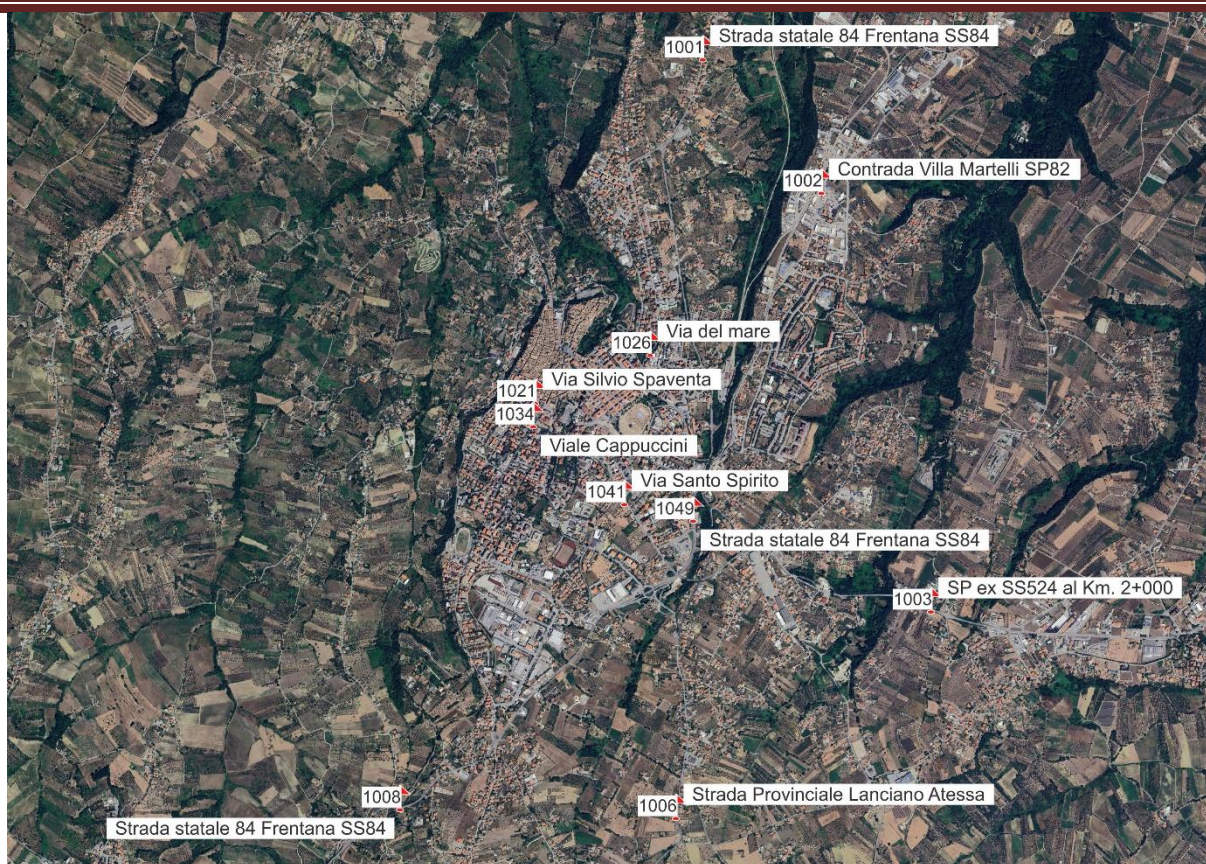 Strada statale 84 Frentana SS84
1001
Contrada Villa Martelli SP82
1002
Via del mare
1026
Via Silvio Spaventa
1021
1034
Viale Cappuccini
Via Santo Spirito
1041
1049
Strada statale 84 Frentana SS84
SP ex SS524 al Km. 2+000
1003
1008
Strada Provinciale Lanciano Atessa
1006
Strada statale 84 Frentana SS84